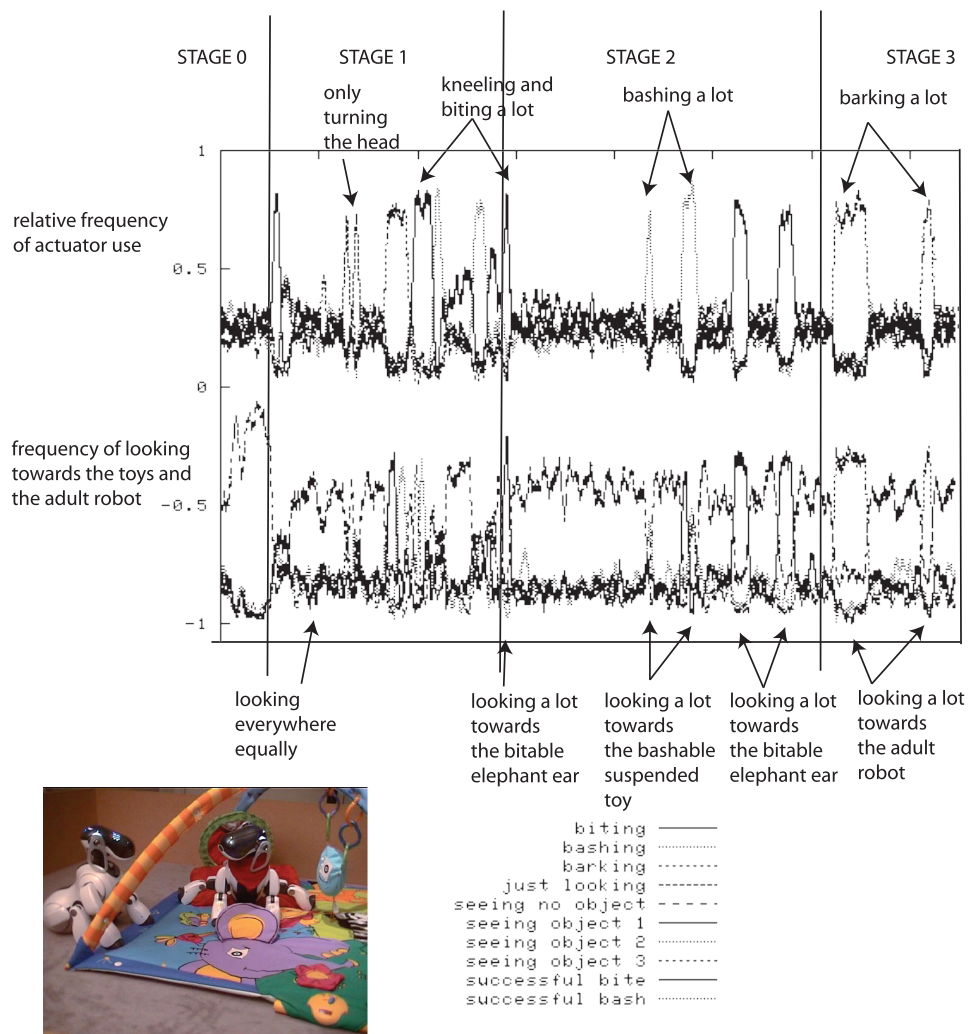 STAGE 0
STAGE 1
STAGE 2
STAGE 3
only
turning
the head
kneeling and
biting a lot
bashing a lot
barking a lot
1
relative frequency
of actuator use
0.5
0
frequency of looking
towards the toys and
the adult robot
-0.5
-1
looking
everywhere
equally
looking a lot
towards
the bitable
elephant ear
looking a lot
towards
the bashable
suspended
toy
looking a lot
towards
the bitable
elephant ear
looking a lot
towards
the adult
robot
biting
bashing
barking
just looking
seeing no object
seeing object 1
seeing object 2
seeing object 3
successful bite
successful bash